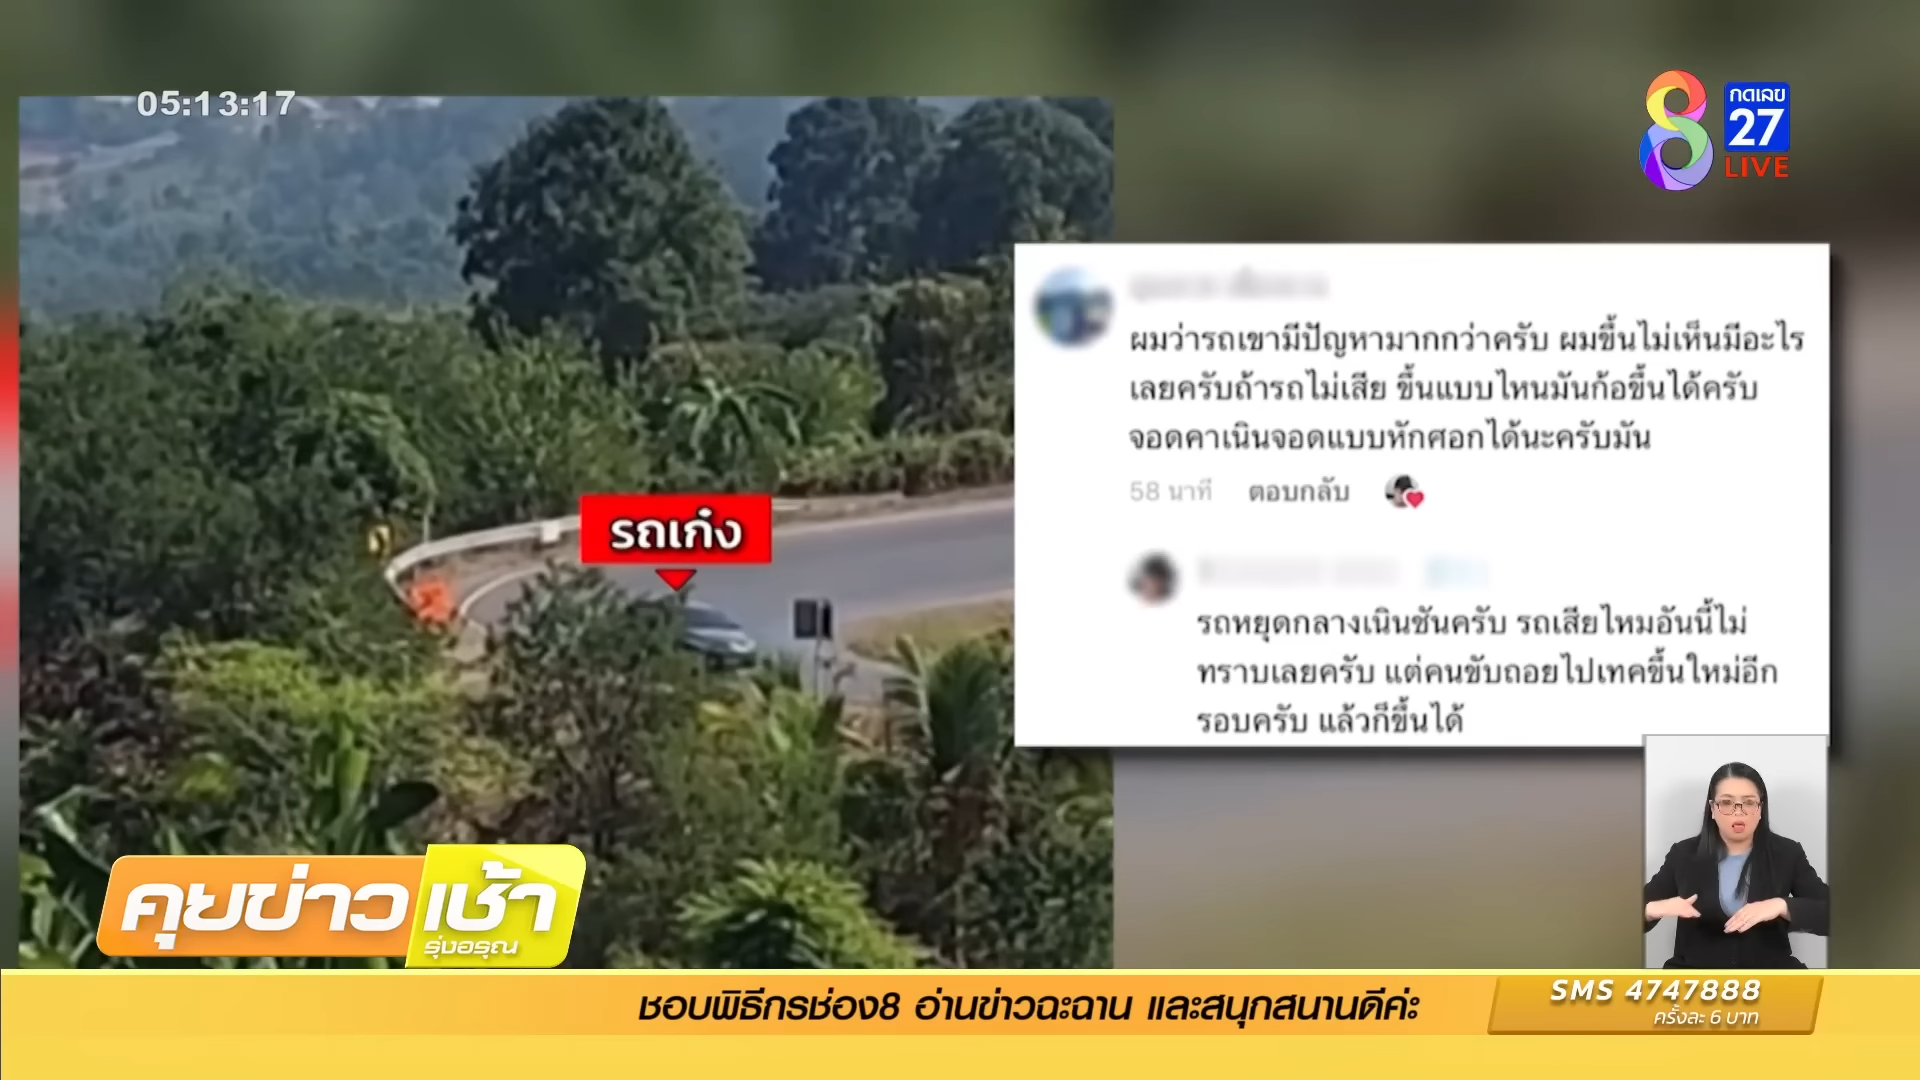 05:13:17
กดเลข
27
LIVE
ผมว่ารถเขามีปัญหามากกว่าครับ ผมขึ้นไม่เห็นมีอะไร
เลยครับถ้ารถไม่เสีย ขึ้นแบบไหนมันก้อขึ้นได้ครับ
จอดคาเนินจอดแบบหักศอกได้นะครับมัน
58 นาที ตอบกลับ
รถเก๋ง
รถหยุดกลางเนินชันครับ รถเสียไหมอันนี้ไม่
ทราบเลยครับ แต่คนขับถอยไปเทคขึ้นใหม่อีก
รอบครับ แล้วก็ขึ้นได้
คุยข่าวเช้า
รุ่งอรุณ
ชอบพิธีกรช่อง8 อ่านข่าวฉะฉาน และสนุกสนานดีค่ะ
SMS 4747888
ครั้งละ 6 บาท